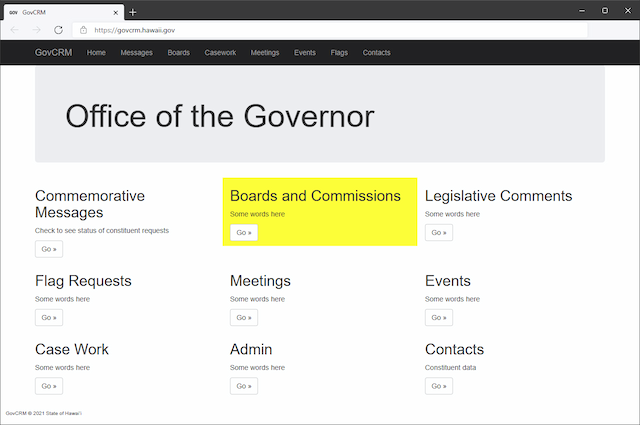 GOV GovCRM
https://govcrm.hawaii.gov
GovCRM Home Messages Boards Casework Meetings Events Flags Contacts
Office of the Governor
Commemorative
Messages
Check to see status of constituent requests
Go »
Boards and Commissions
Some words here
Go »
Legislative Comments
Some words here
Go »
Flag Requests
Some words here
Go »
Meetings
Some words here
Go »
Events
Some words here
Go »
Case Work
Some words here
Go »
Admin
Some words here
Go »
Contacts
Constituent data
Go »
GovCRM © 2021 State of Hawai'i